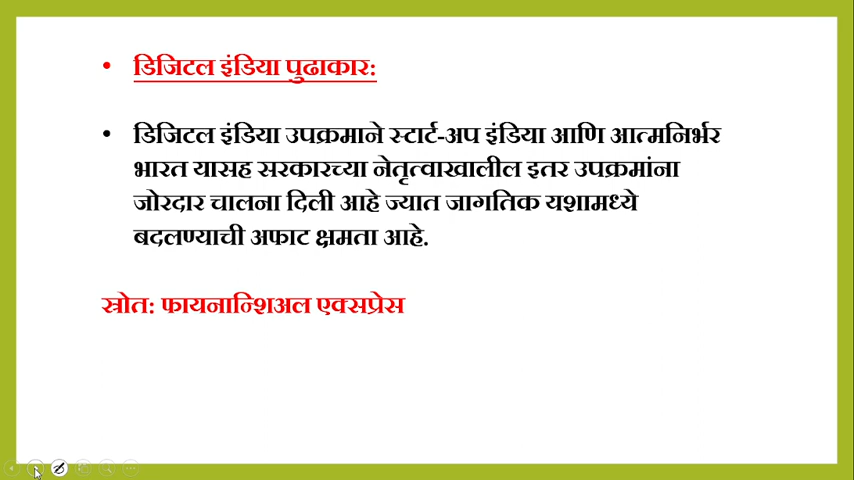 • डिजिटल इंडिया पुढाकार:
• डिजिटल इंडिया उपक्रमाने स्टार्ट-अप इंडिया आणि आत्मनिर्भर
भारत यासह सरकारच्या नेतृत्वाखालील इतर उपक्रमांना
जोरदार चालना दिली आहे ज्यात जागतिक यशामध्ये
बदलण्याची अफाट क्षमता आहे.
स्रोत: फायनान्शिअल एक्सप्रेस